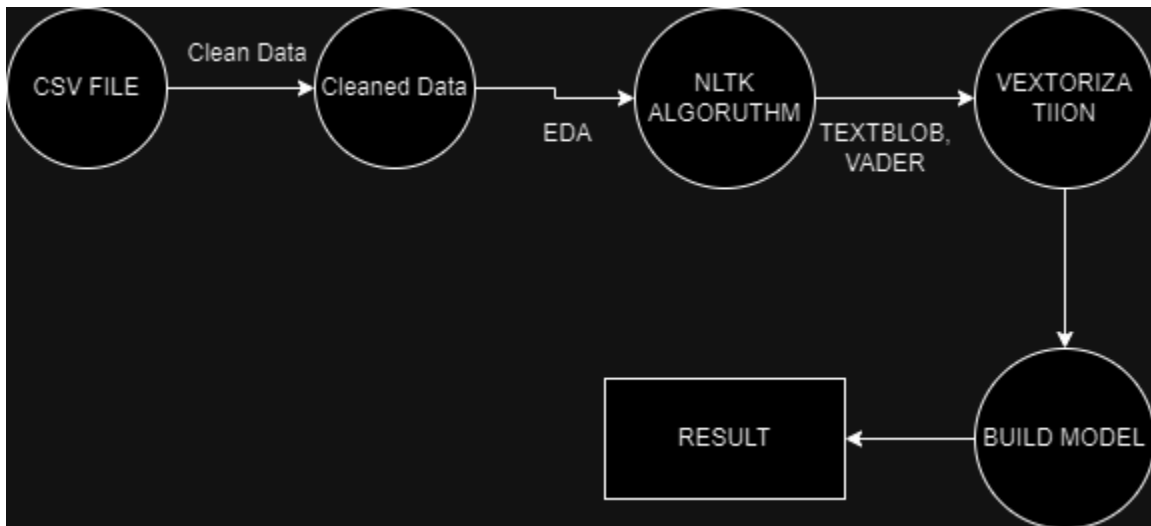 CSV FILE
Clean Data
Cleaned Data
EDA
NLTK
ALGORUTHM
TEXTBLOB,
VADER
VEXTORIZA
TIION
BUILD MODEL
RESULT